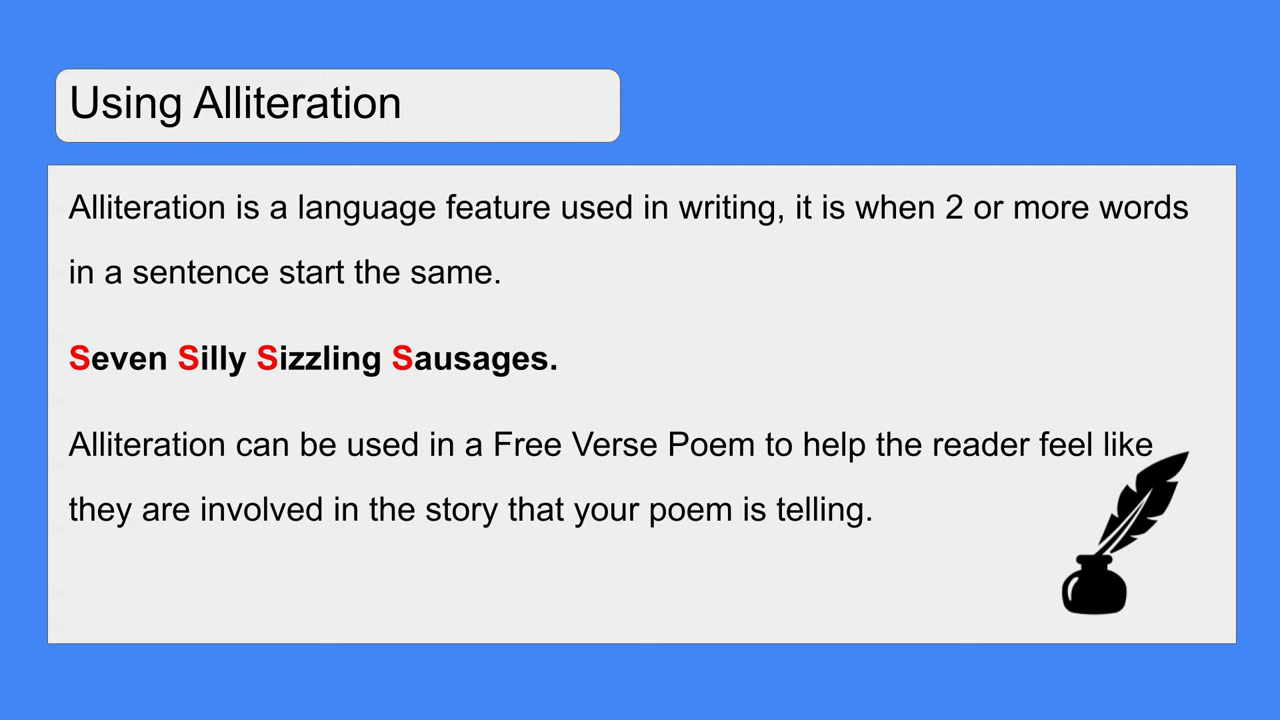 Using Alliteration
Alliteration is a language feature used in writing, it is when 2 or more words
in a sentence start the same.
Seven Silly Sizzling Sausages.
Alliteration can be used in a Free Verse Poem to help the reader feel like
they are involved in the story that your poem is telling.